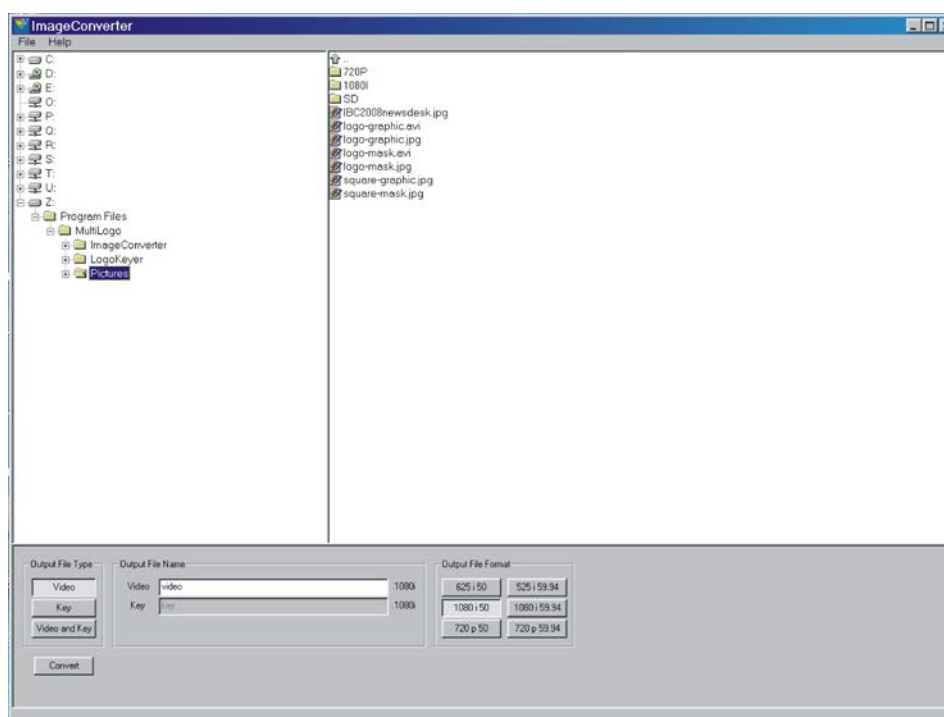 ImageConverter
File Help
C:
D:
E:
O:
P:
Q:
R:
S:
T:
U:
Z:
Program Files
MultiLogo
ImageConverter
LogoKeyer
Pictures
..
720P
1080I
SD
IBC2008newsdesk.jpg
logo-graphic.avi
logo-graphic.jpg
logo-mask.avi
logo-mask.jpg
square-graphic.jpg
square-mask.jpg
Output File Type
Video
Key
Video and Key
Output File Name
Video video .1080i
Key key .1080i
Output File Format
625 i 50 525 i 59.94
1080 i 50 1080 i 59.94
720 p 50 720 p 59.94
Convert